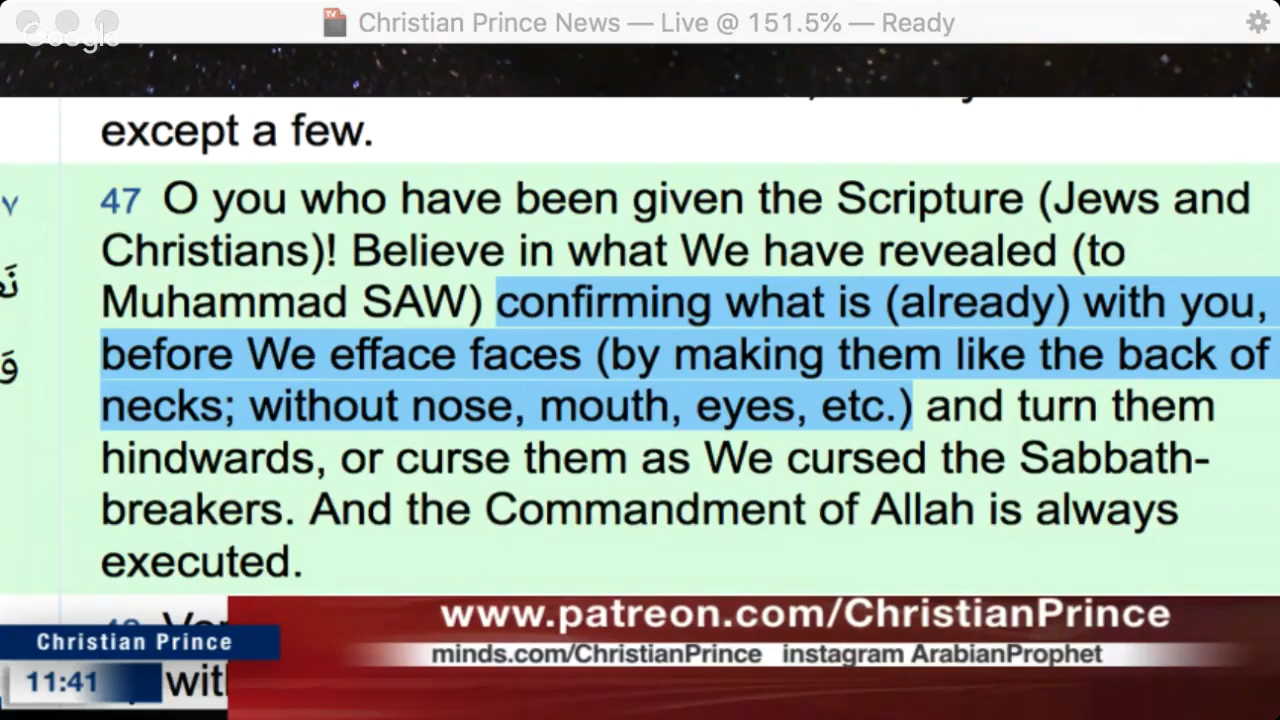 Christian Prince News — Live @ 151.5% — Ready
Google
except a few.
47 O you who have been given the Scripture (Jews and
Christians)! Believe in what We have revealed (to
Muhammad SAW) confirming what is (already) with you,
before We efface faces (by making them like the back of
necks; without nose, mouth, eyes, etc.) and turn them
hindwards, or curse them as We cursed the Sabbath-
breakers. And the Commandment of Allah is always
executed.
www.patreon.com/ChristianPrince
Christian Prince
minds.com/ChristianPrince instagram ArabianProphet
11:41